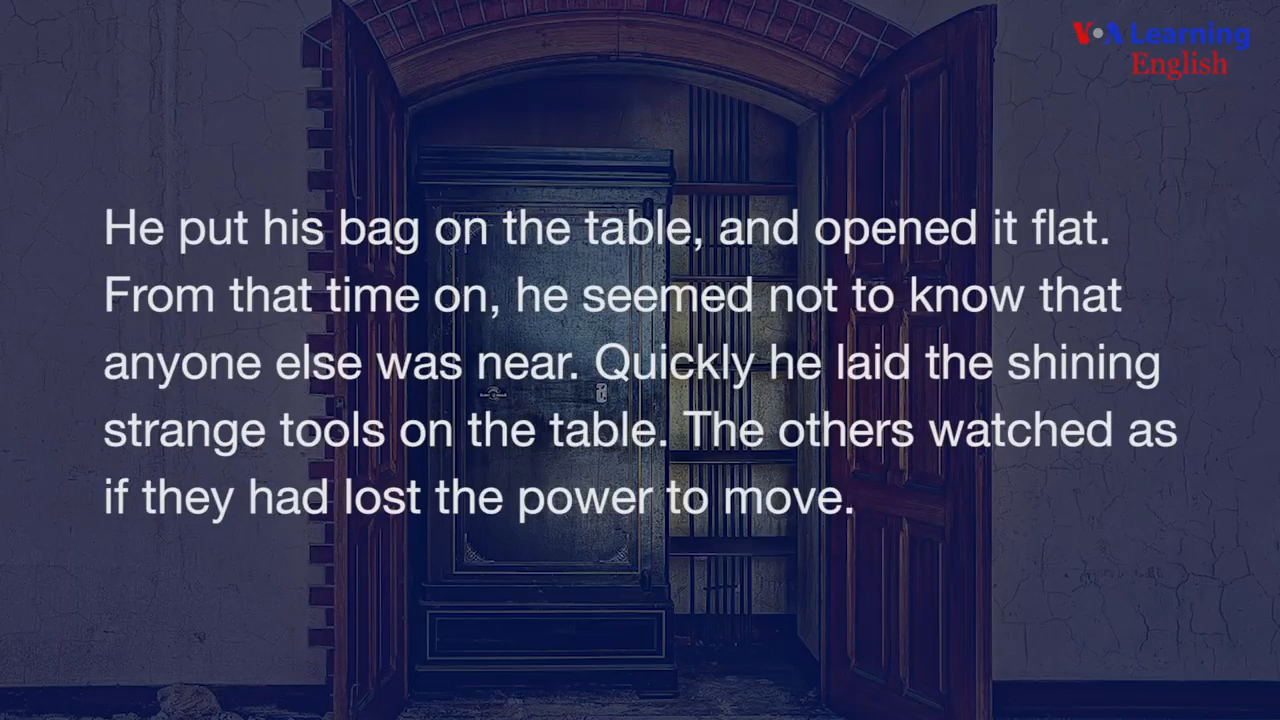 VOA Learning
English
He put his bag on the table, and opened it flat.
From that time on, he seemed not to know that
anyone else was near. Quickly he laid the shining
strange tools on the table. The others watched as
if they had lost the power to move.